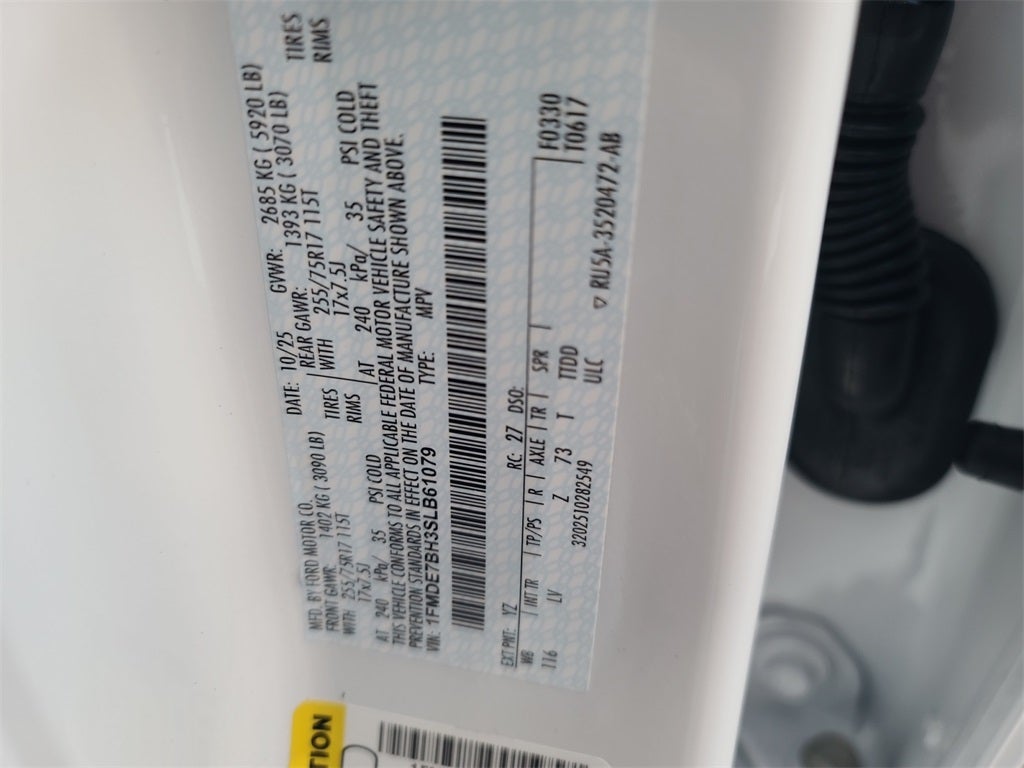 MFD. BY FORD MOTOR CO.
DATE: 10/25 GVWR: 2685 KG ( 5920 LB)
FRONT GAWR: 1402 KG ( 3090 LB) REAR GAWR: 1393 KG ( 3070 LB)
WITH 255/75R17 115T TIRES WITH 255/75R17 115T TIRES
17x7.5J RIMS 17x7.5J RIMS
AT 240 kPa/ 35 PSI COLD AT 240 kPa/ 35 PSI COLD
THIS VEHICLE CONFORMS TO ALL APPLICABLE FEDERAL MOTOR VEHICLE SAFETY AND THEFT
PREVENTION STANDARDS IN EFFECT ON THE DATE OF MANUFACTURE SHOWN ABOVE.
VIN: 1FMDE7BH3SLB61079 TYPE: MPV
EXT PNT: YZ RC: 27 DSO: F0330
WB INT TR TP/PS R AXLE TR SPR T0617
116 LV Z 73 T TTDD
3202510282549 ULC ▽ RU5A-3520472-AB
TION